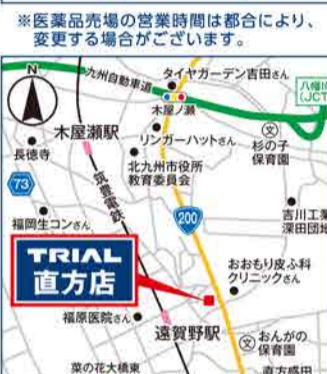 ※医薬品売場の営業時間は都合により、
変更する場合がございます。
N
九州自動車道
タイヤガーデン吉田さん
木屋ノ瀬
八幡
(JCT
木屋瀬駅
リンガーハットさん
文
杉の子
保育園
長徳寺
北九州市役所
教育委員会
73
筑豊電鉄
200
吉川工業
深田団地
福岡生コンさん
TRIAL
直方店
おおもり皮ふ科
クリニックさん
福原医院さん
遠賀野駅
文
おんがの
保育園
菜の花大橋東
直方感田